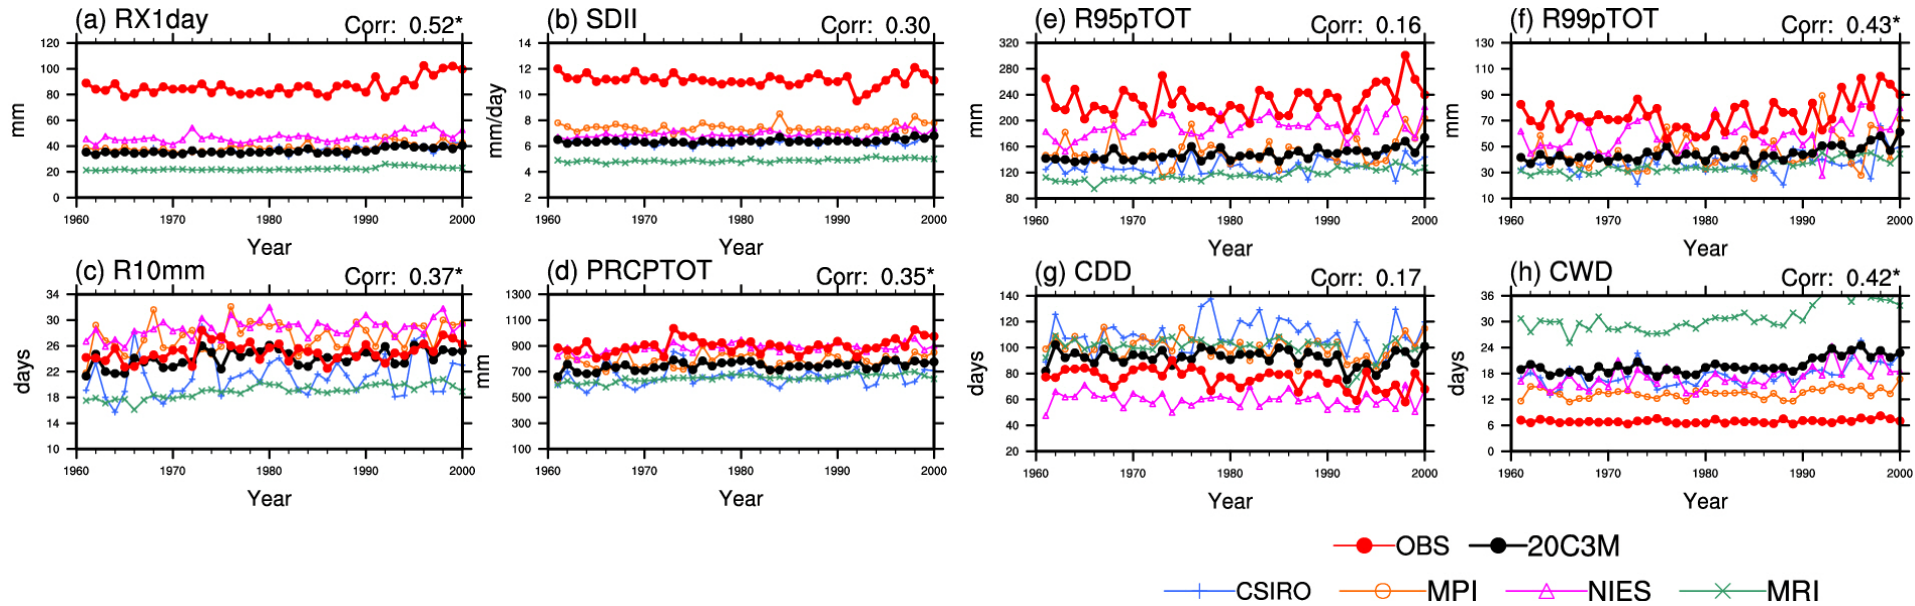 (a) RX1day Corr: 0.52*
120
100
80
60
40
20
0
mm
1960 1970 1980 1990 2000
Year
(b) SDII Corr: 0.30
14
12
10
8
6
4
2
mm/day
1960 1970 1980 1990 2000
Year
(e) R95pTOT Corr: 0.16
320
280
240
200
160
120
80
mm
1960 1970 1980 1990 2000
Year
(f) R99pTOT Corr: 0.43*
130
110
90
70
50
30
10
mm
1960 1970 1980 1990 2000
Year
(c) R10mm Corr: 0.37*
34
30
26
22
18
14
10
days
1960 1970 1980 1990 2000
Year
(d) PRCPTOT Corr: 0.35*
1300
1100
900
700
500
300
100
mm
1960 1970 1980 1990 2000
Year
(g) CDD Corr: 0.17
140
120
100
80
60
40
20
days
1960 1970 1980 1990 2000
Year
(h) CWD Corr: 0.42*
36
30
24
18
12
6
0
days
1960 1970 1980 1990 2000
Year
OBS 20C3M
CSIRO MPI NIES MRI